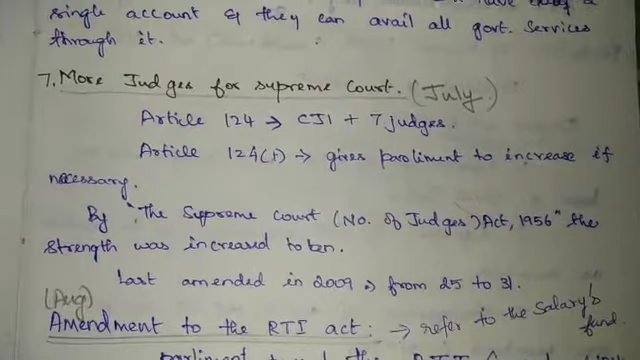 single account & they can avail all govt. services
through it.
7. More Judges for supreme Court. (July)
Article 124 → CJI + 7 judges.
Article 124(1) → gives parliment to increase if
necessary.
By "The Supreme Court (No. of Judges) Act, 1956" the
strength was increased to ten.
Last amended in 2009 → from 25 to 31.
(Aug)
Amendment to the RTI act: → refer to the Salary's
fund.
parliment the RTI